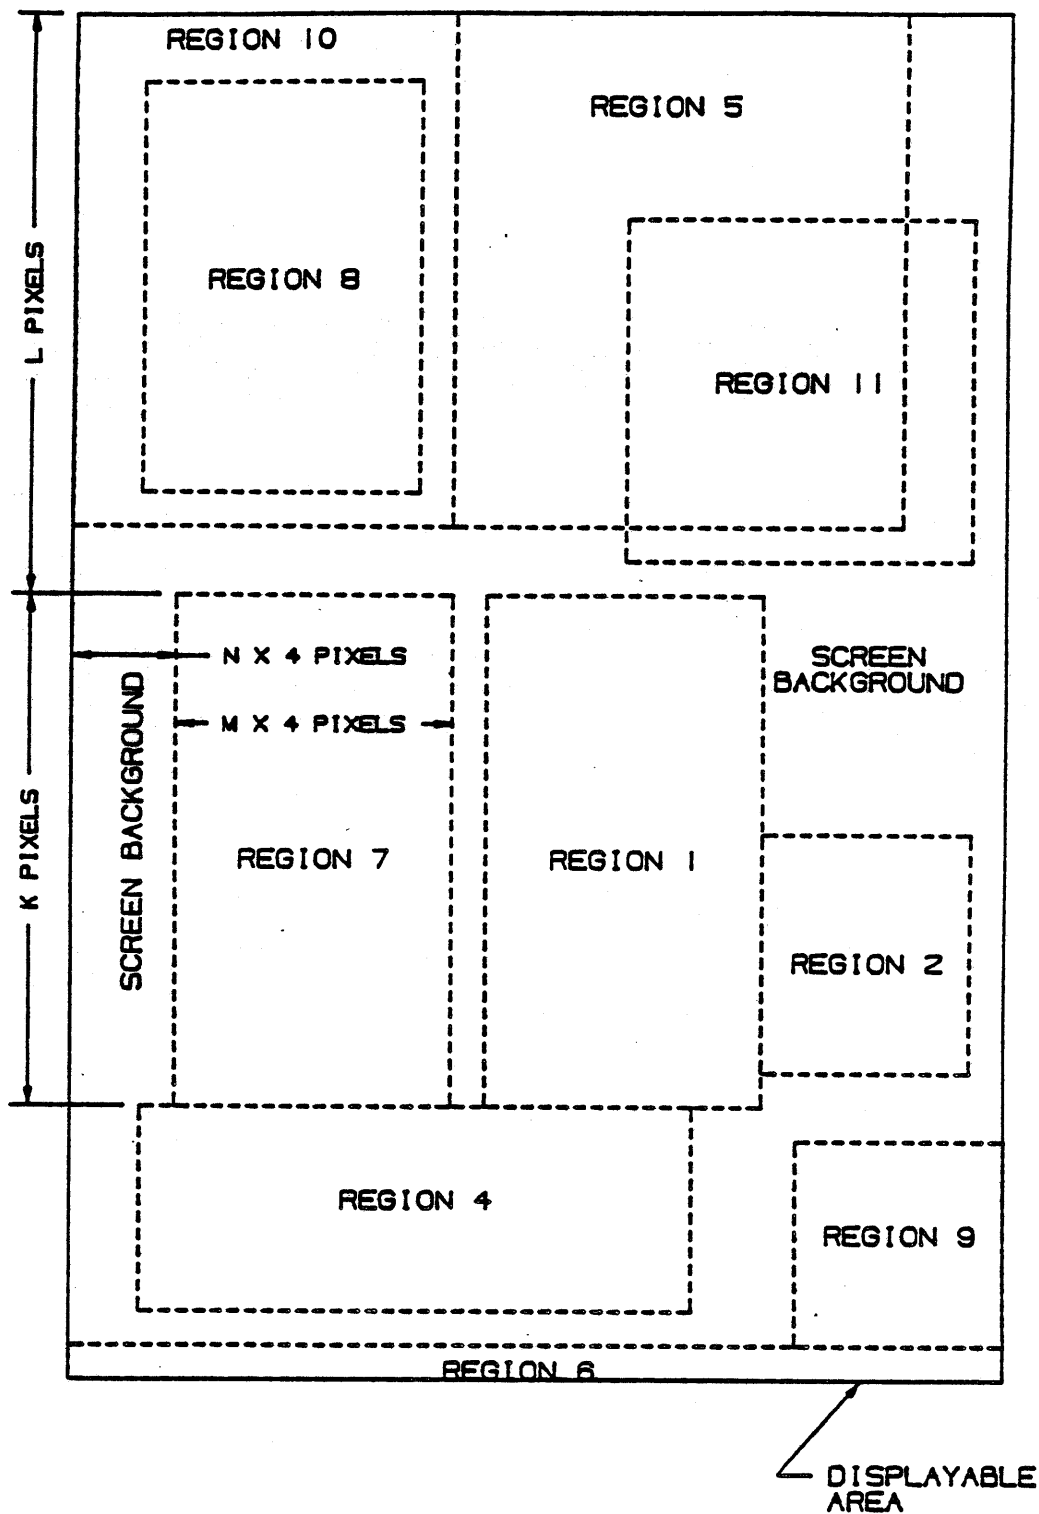 REGION 10
REGION 5
REGION 8
REGION 11
L PIXELS
N X 4 PIXELS
M X 4 PIXELS
SCREEN
BACKGROUND
SCREEN BACKGROUND
K PIXELS
REGION 7
REGION 1
REGION 2
REGION 4
REGION 9
REGION 6
DISPLAYABLE
AREA